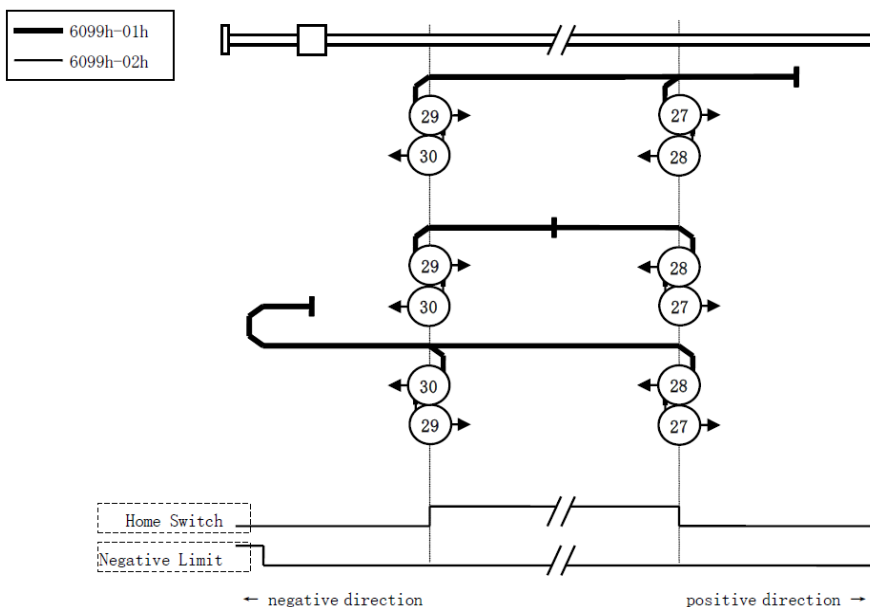 6099h-01h
6099h-02h
29
27
30
28
29
28
30
27
30
28
29
27
Home Switch
Negative Limit
← negative direction
positive direction →